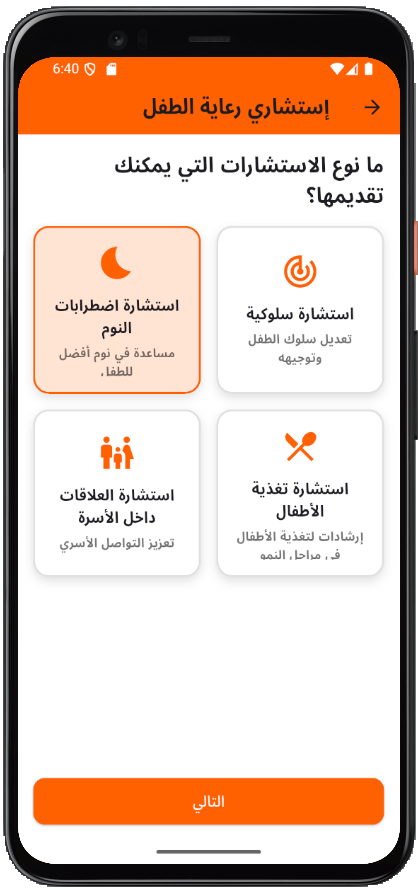 6:40
إستشاري رعاية الطفل
ما نوع الاستشارات التي يمكنك
تقديمها؟
استشارة سلوكية
تعديل سلوك الطفل
وتوجيهه
استشارة اضطرابات
النوم
مساعدة في نوم أفضل
للطفل
استشارة تغذية
الأطفال
إرشادات لتغذية الأطفال
في مراحل النمو
استشارة العلاقات
داخل الأسرة
تعزيز التواصل الأسري
التالي